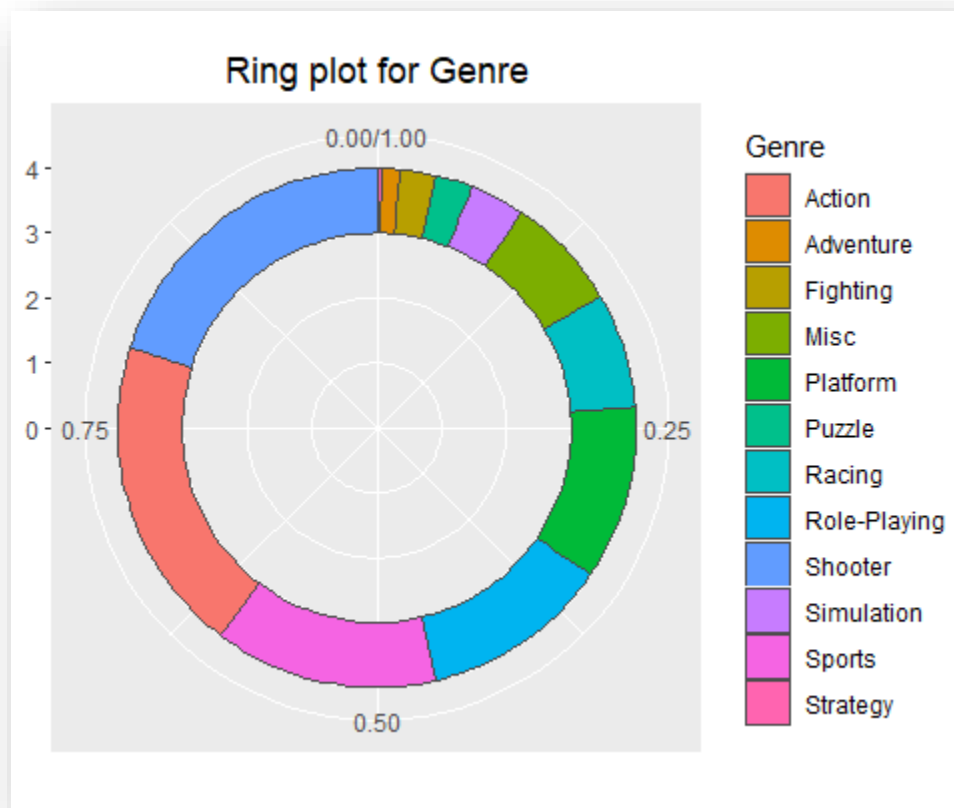 Ring plot for Genre
0.00/1.00
4
3
2
1
0
0.75
0.25
0.50
Genre
Action
Adventure
Fighting
Misc
Platform
Puzzle
Racing
Role-Playing
Shooter
Simulation
Sports
Strategy